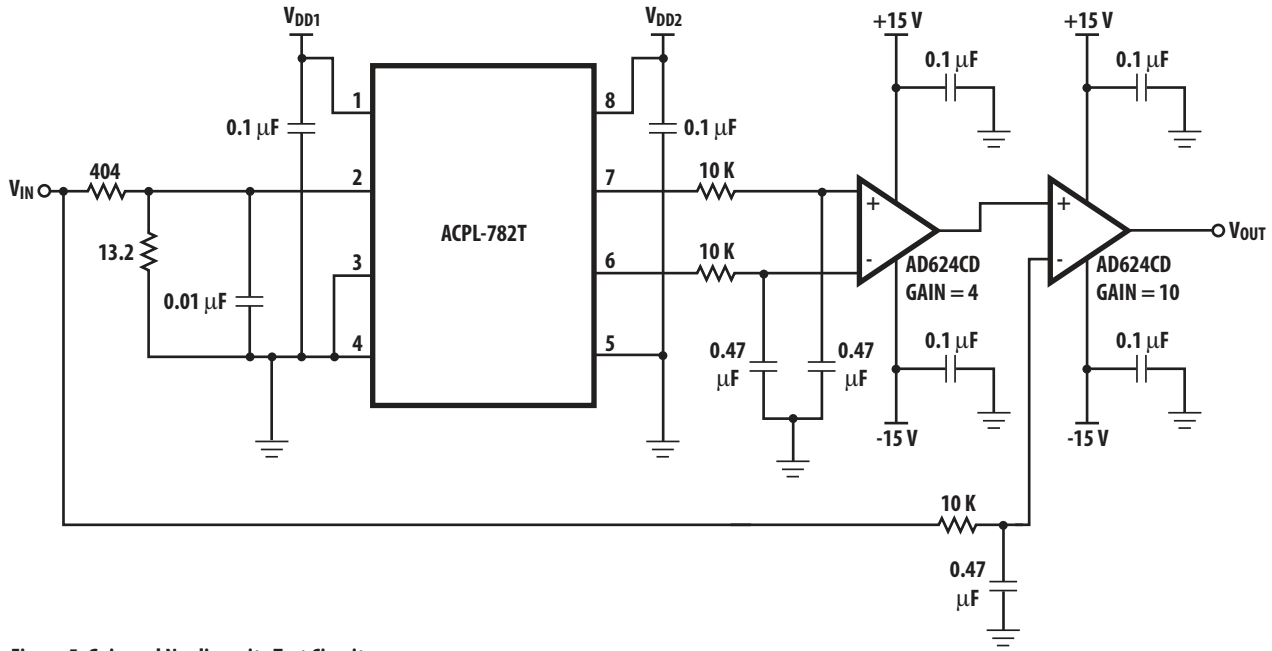 VDD1
VDD2
+15 V
+15 V
0.1 μF
0.1 μF
1
8
0.1 μF
0.1 μF
404
10 K
VIN
2
7
+
+
13.2
ACPL-782T
VOUT
10 K
3
6
-
-
AD624CD
GAIN = 4
AD624CD
GAIN = 10
0.01 μF
4
5
0.47
μF
0.47
μF
0.1 μF
0.1 μF
-15 V
-15 V
10 K
0.47
μF